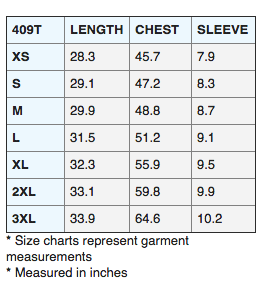 409T LENGTH CHEST SLEEVE
XS 28.3 45.7 7.9
S 29.1 47.2 8.3
M 29.9 48.8 8.7
L 31.5 51.2 9.1
XL 32.3 55.9 9.5
2XL 33.1 59.8 9.9
3XL 33.9 64.6 10.2
* Size charts represent garment
measurements
* Measured in inches